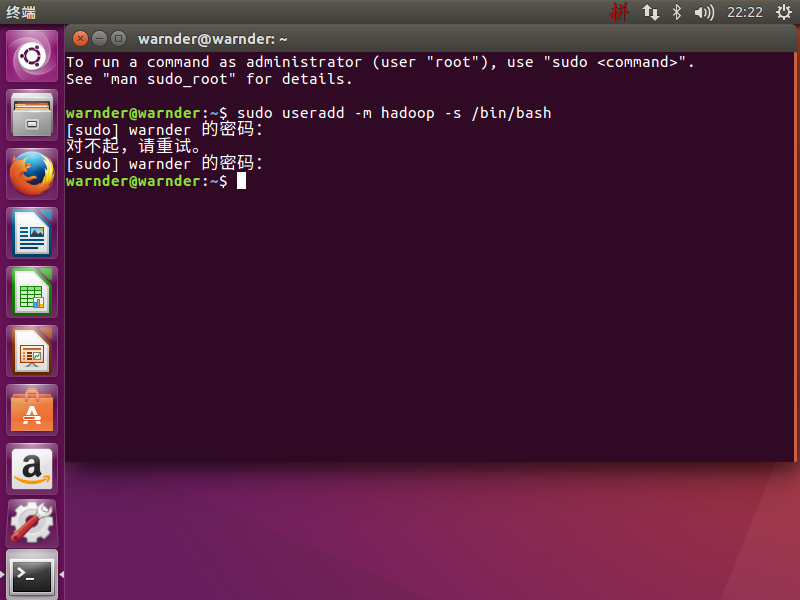 终端
拼
22:22
warnder@warnder: ~
To run a command as administrator (user "root"), use "sudo <command>".
See "man sudo_root" for details.
warnder@warnder:~$ sudo useradd -m hadoop -s /bin/bash
[sudo] warnder 的密码:
对不起，请重试。
[sudo] warnder 的密码:
warnder@warnder:~$